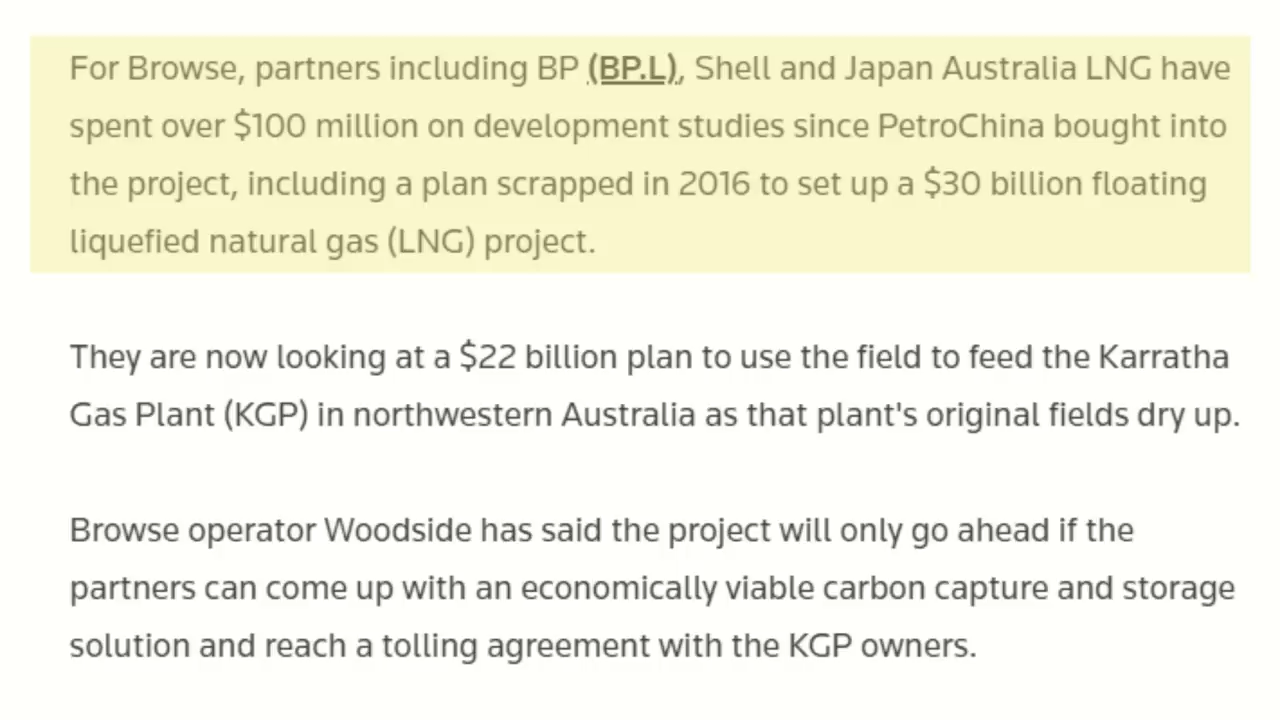 For Browse, partners including BP (BP.L), Shell and Japan Australia LNG have
spent over $100 million on development studies since PetroChina bought into
the project, including a plan scrapped in 2016 to set up a $30 billion floating
liquefied natural gas (LNG) project.
They are now looking at a $22 billion plan to use the field to feed the Karratha
Gas Plant (KGP) in northwestern Australia as that plant's original fields dry up.
Browse operator Woodside has said the project will only go ahead if the
partners can come up with an economically viable carbon capture and storage
solution and reach a tolling agreement with the KGP owners.